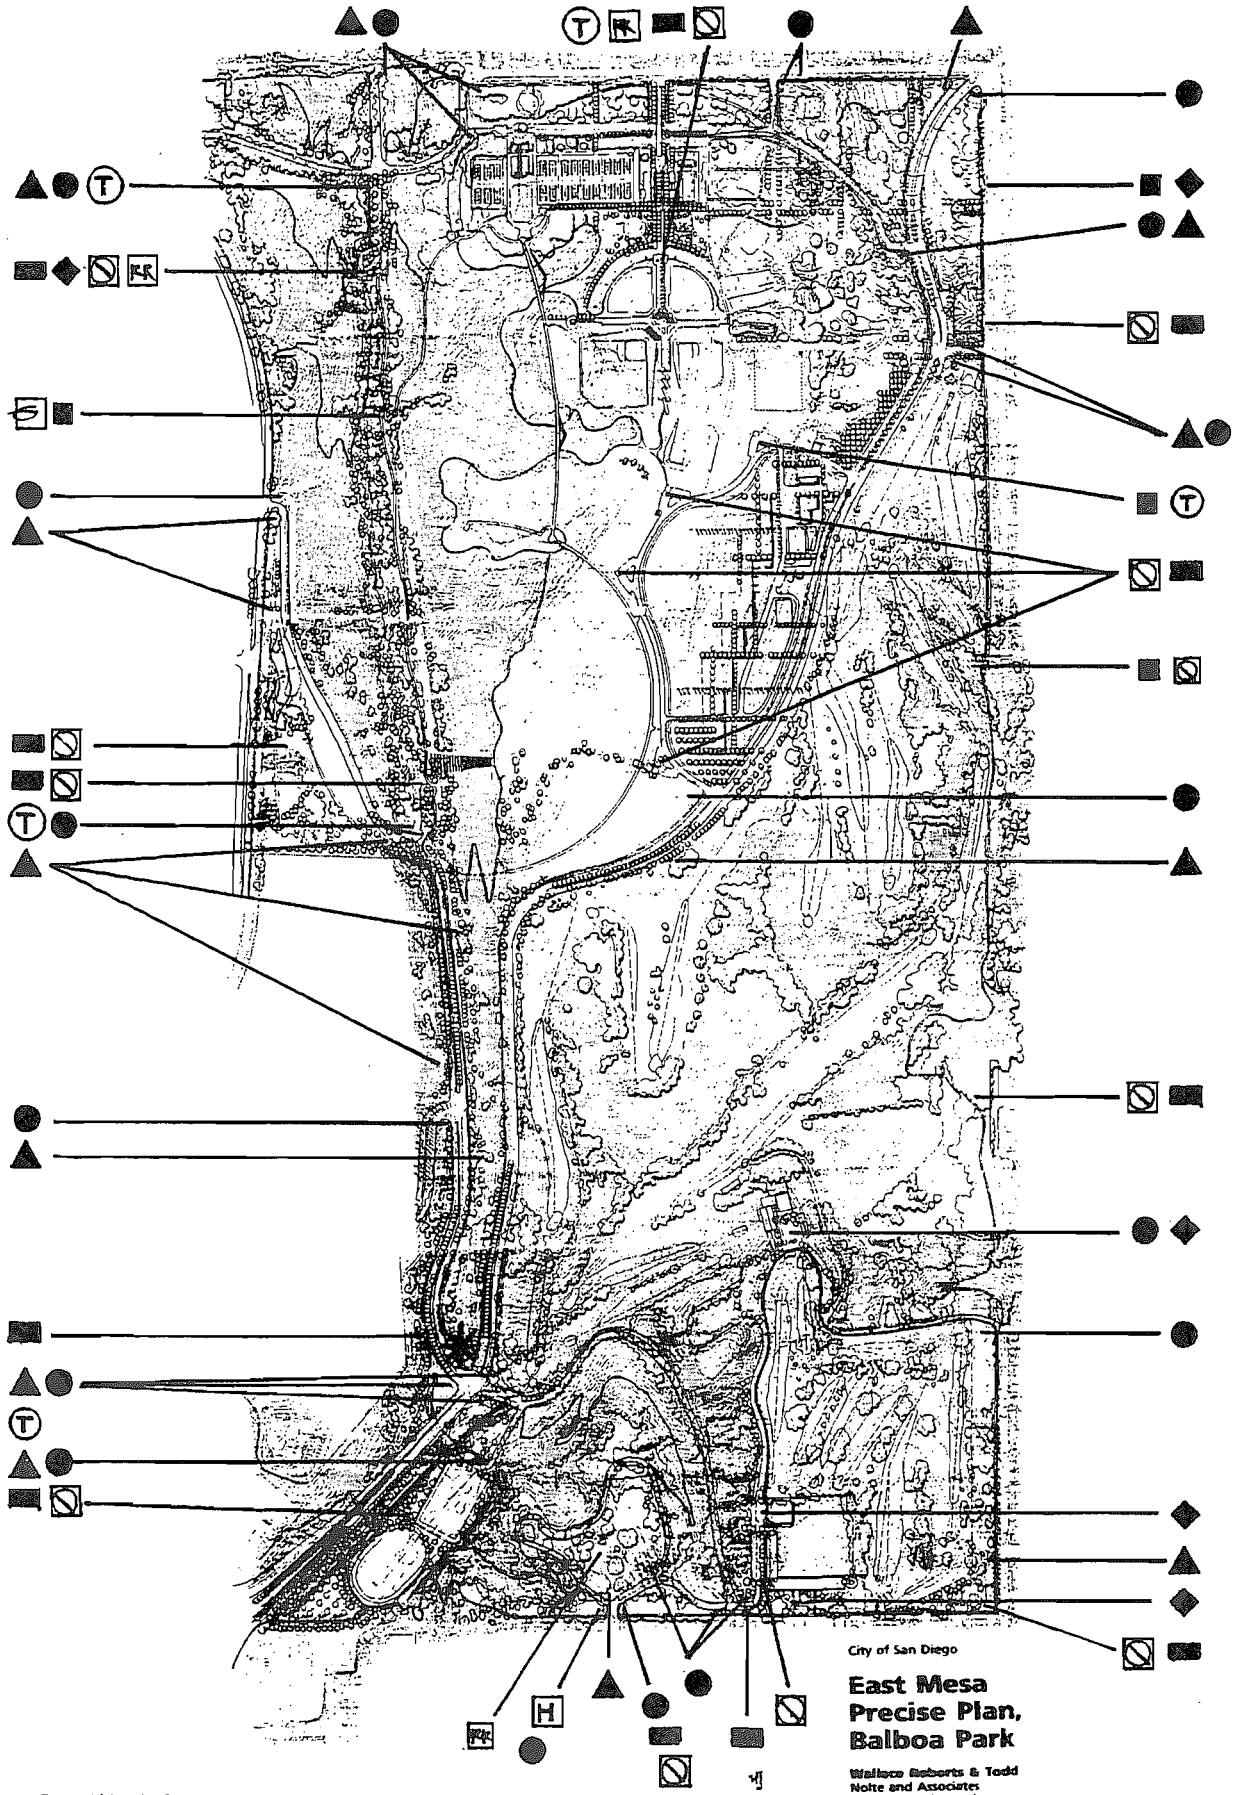 T
T
S
T
T
T
H
City of San Diego
East Mesa
Precise Plan,
Balboa Park
Wallace Roberts & Todd
Nolte and Associates